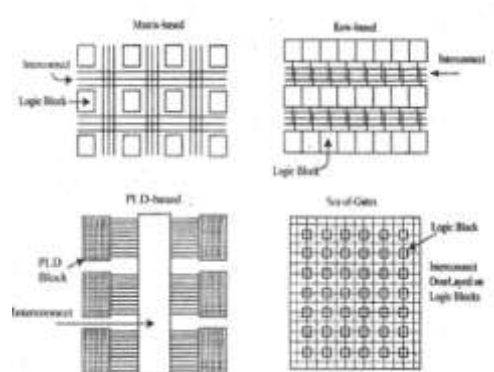 Matrix-based
Row-based
Interconnect
Interconnect
Logic Block
Logic Block
PLD-based
Sea-of-Gates
PLD
Block
Interconnect
Logic Block
Interconnect
OverLayed on
Logic Blocks